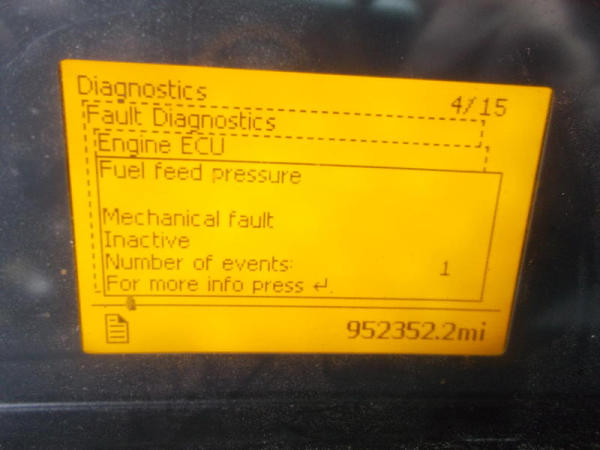 Diagnostics 4/15
Fault Diagnostics
Engine ECU
Fuel feed pressure
Mechanical fault
Inactive
Number of events: 1
For more info press ↵.
952352.2mi